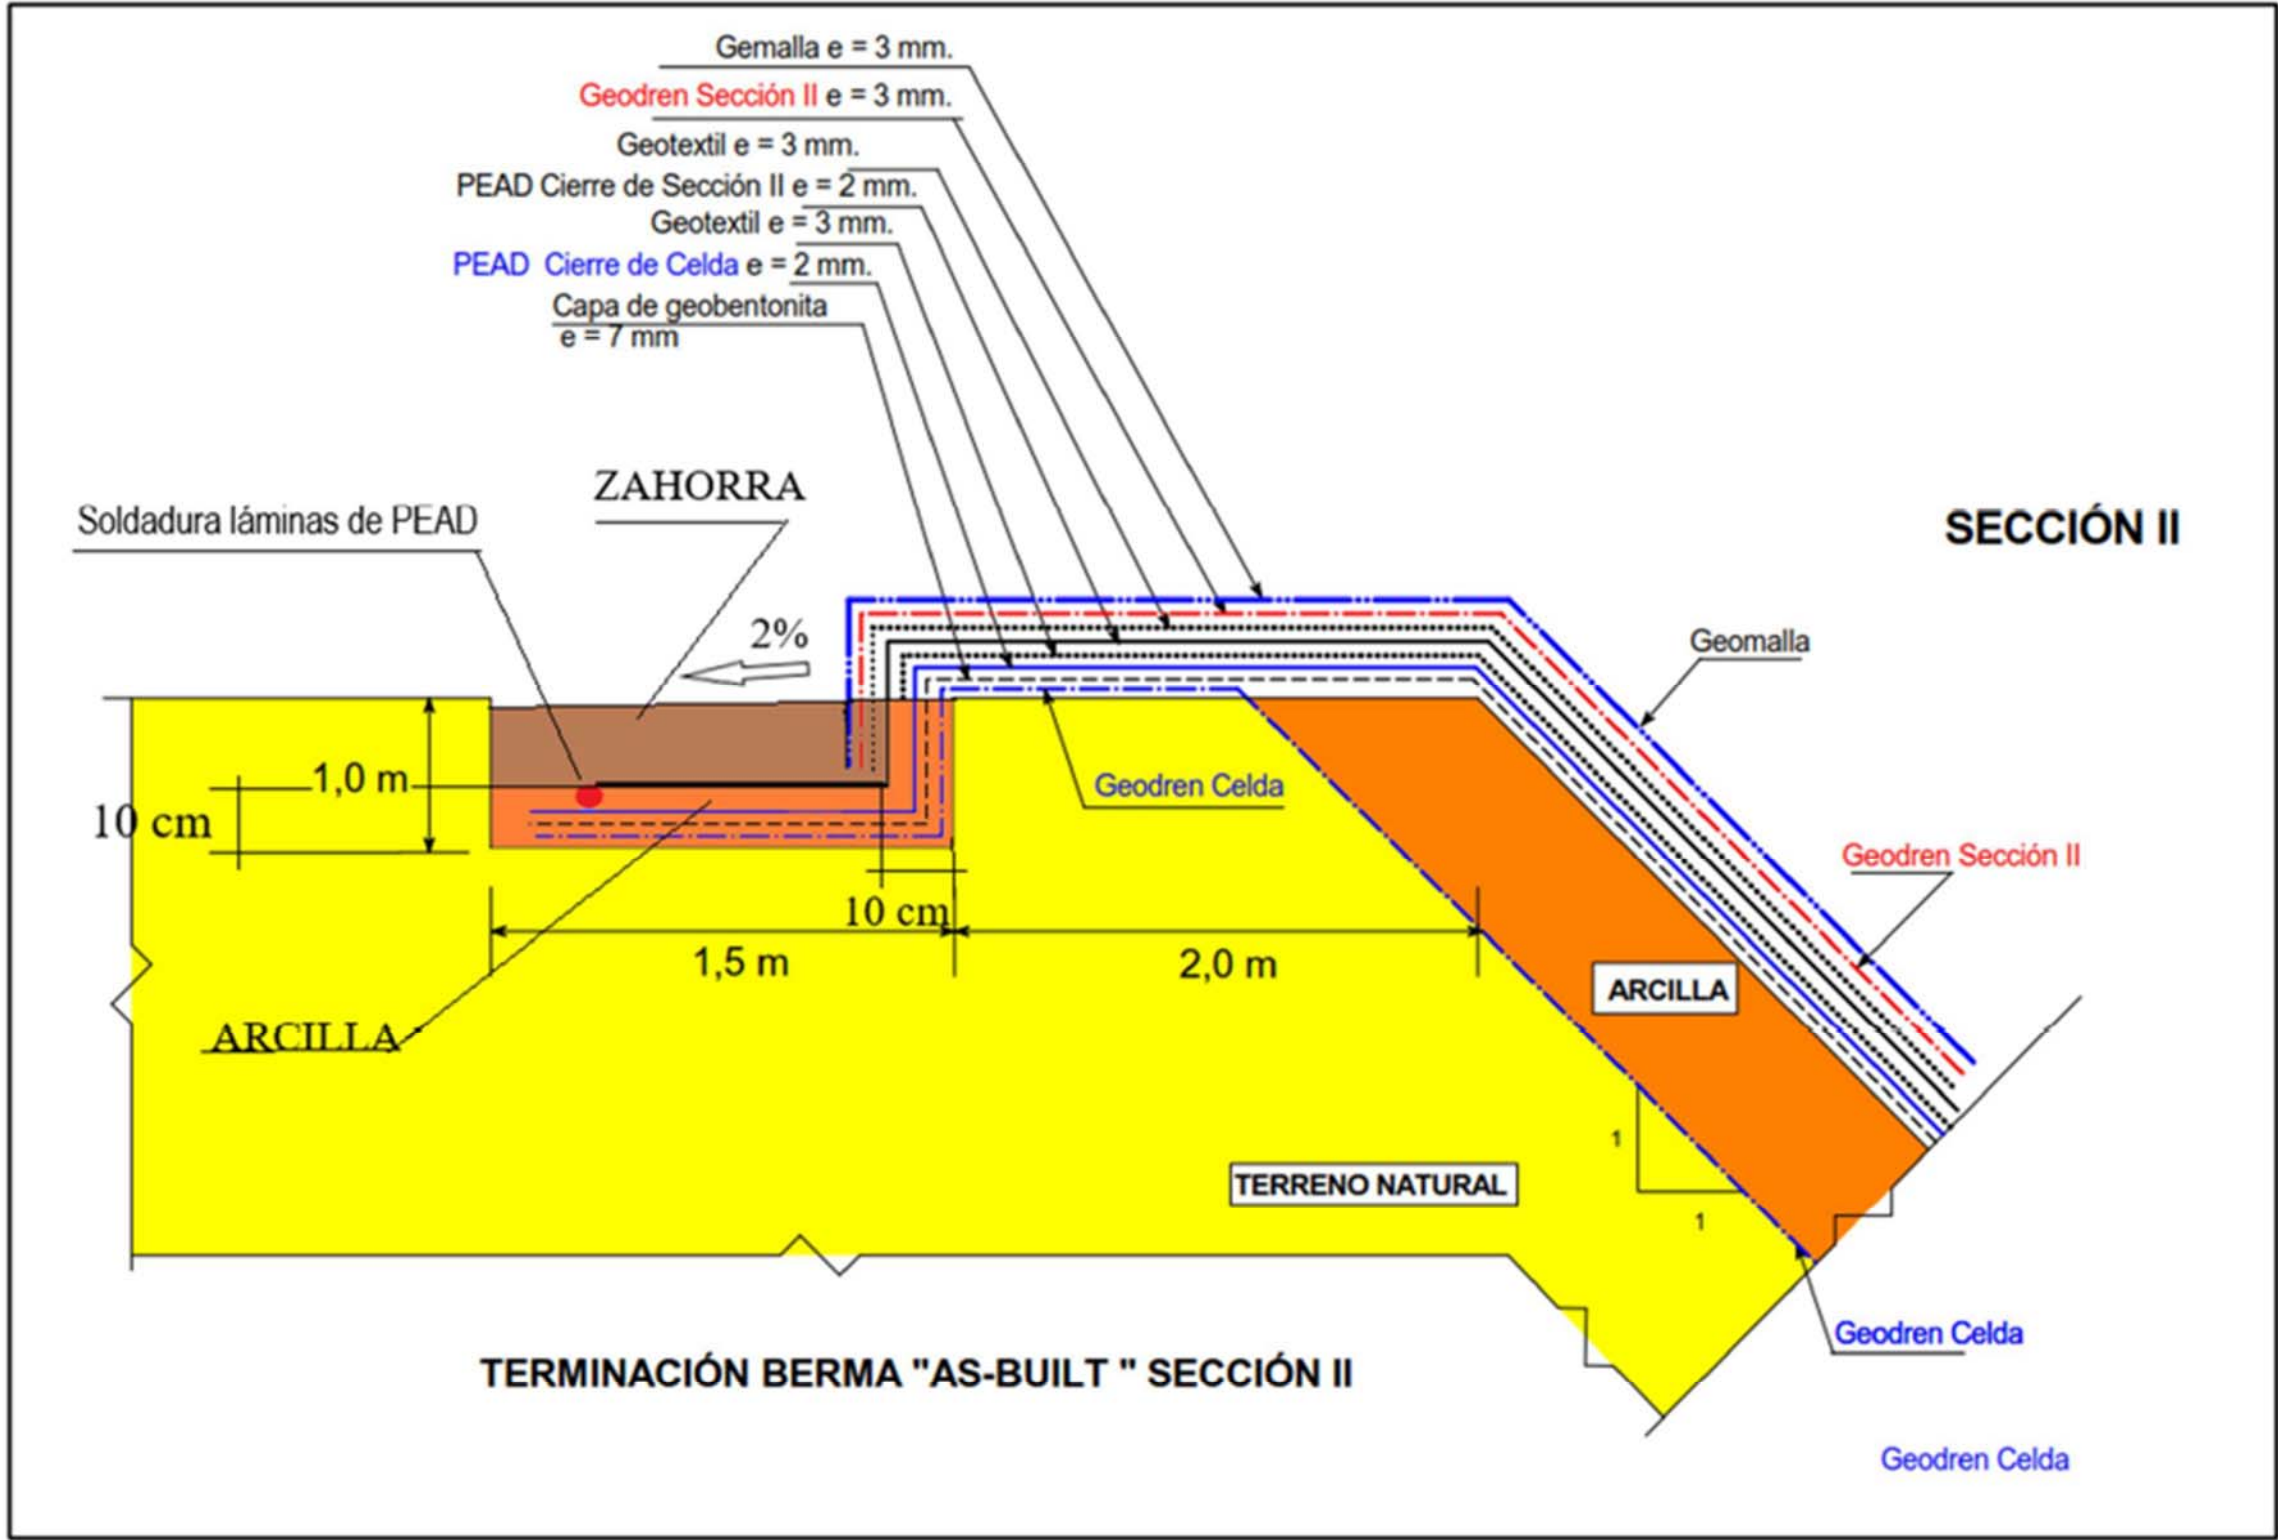 Gemalla e = 3 mm.
Geodren Sección II e = 3 mm.
Geotextil e = 3 mm.
PEAD Cierre de Sección II e = 2 mm.
Geotextil e = 3 mm.
PEAD Cierre de Celda e = 2 mm.
Capa de geobentonita
e = 7 mm
ZAHORRA
Soldadura láminas de PEAD
SECCIÓN II
2%
Geomalla
1,0 m
Geodren Celda
10 cm
Geodren Sección II
10 cm
1,5 m
2,0 m
ARCILLA
ARCILLA
1
TERRENO NATURAL
1
Geodren Celda
TERMINACIÓN BERMA "AS-BUILT " SECCIÓN II
Geodren Celda